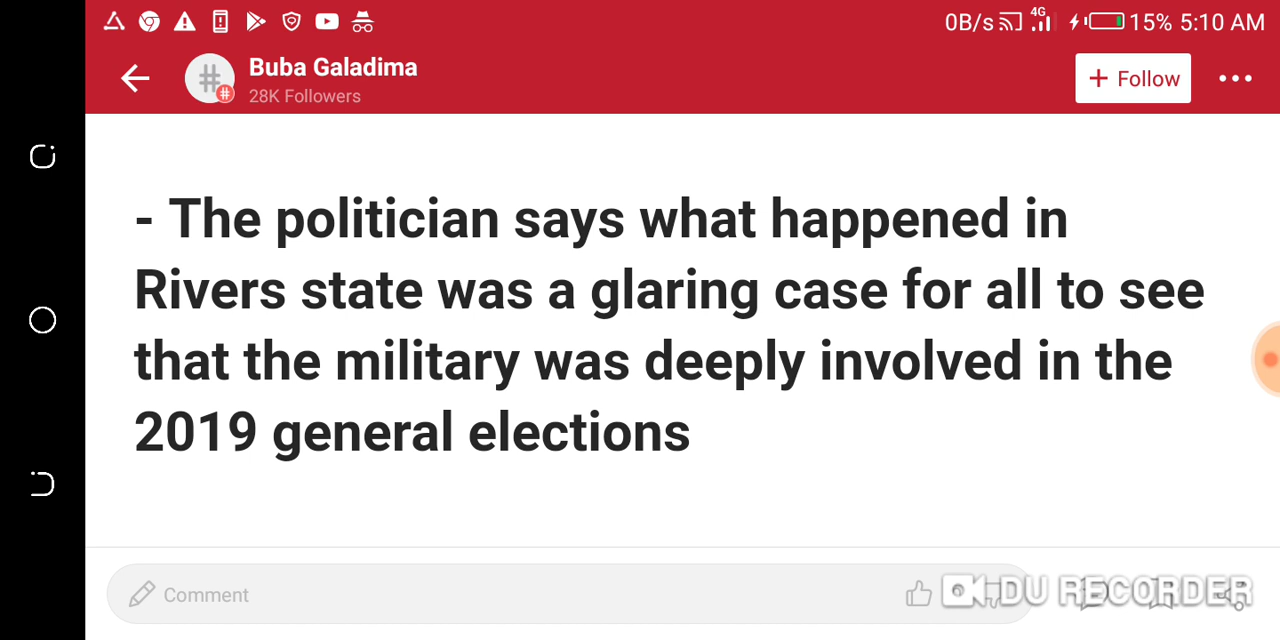 0B/s 4G 15% 5:10 AM
Buba Galadima
28K Followers
+ Follow
- The politician says what happened in
Rivers state was a glaring case for all to see
that the military was deeply involved in the
2019 general elections
Comment
DU RECORDER